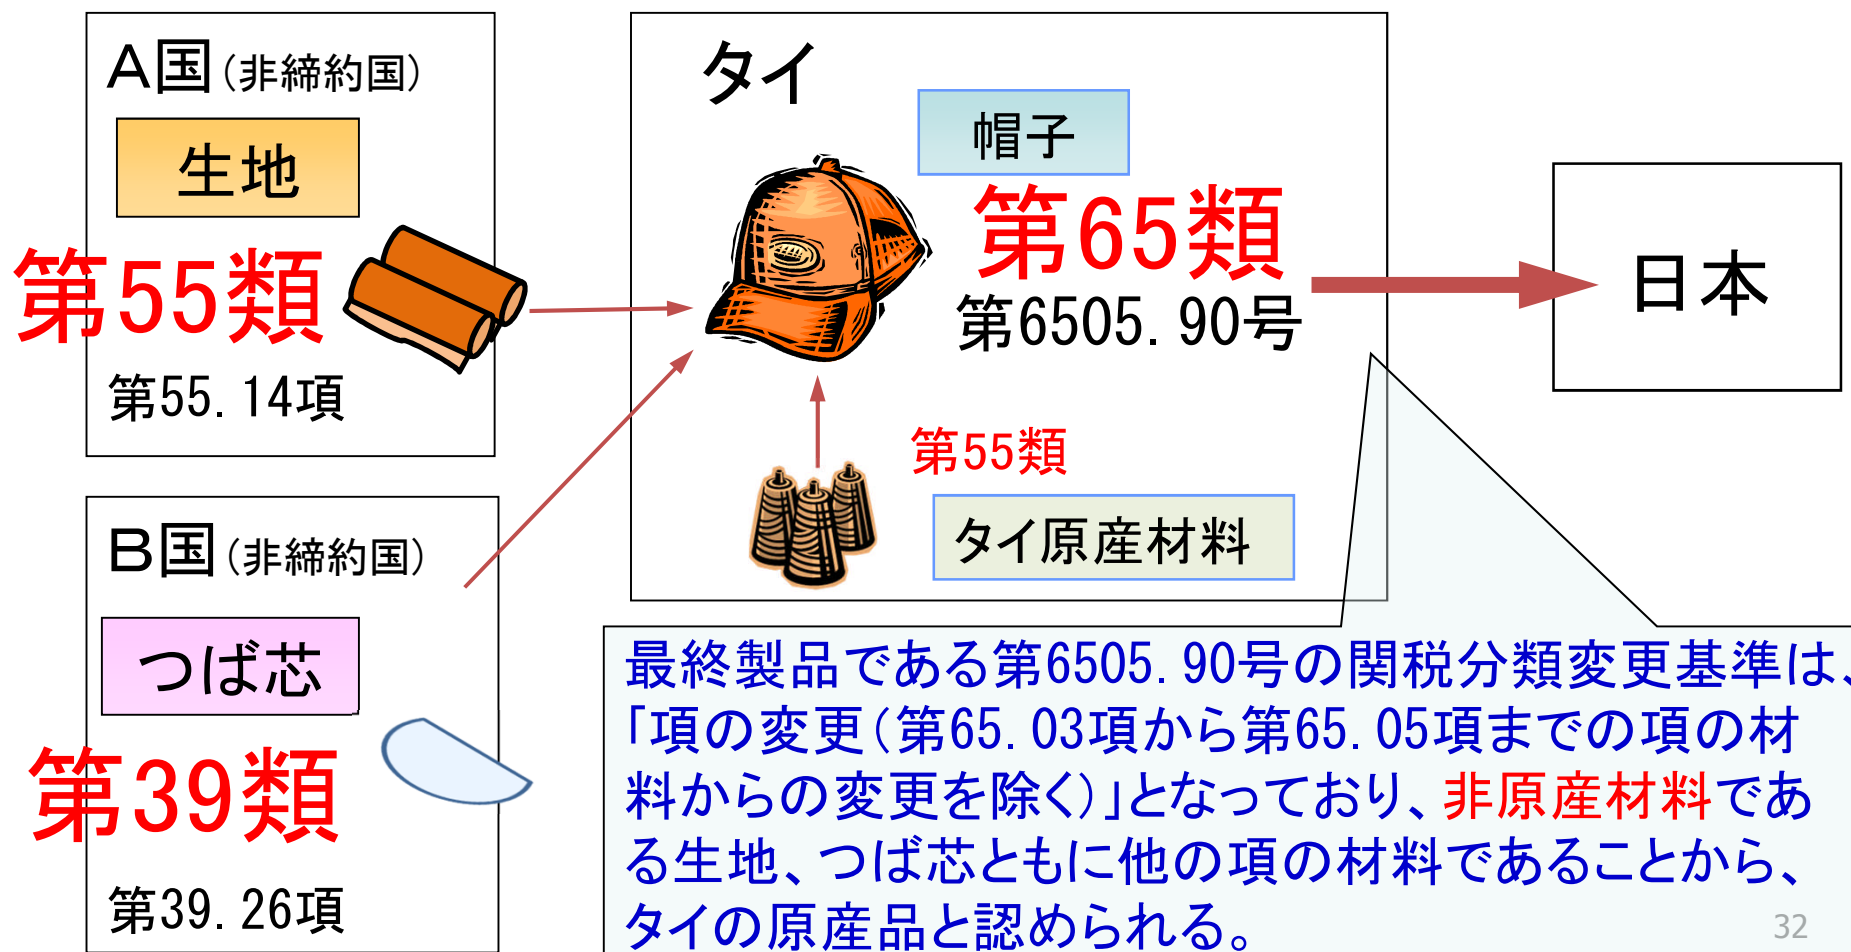 A国(非締約国)
生地
第55類
第55.14項
B国(非締約国)
つば芯
第39類
第39.26項
タイ
帽子
第65類
第6505.90号
第55類
タイ原産材料
日本
最終製品である第6505.90号の関税分類変更基準は、
「項の変更(第65.03項から第65.05項までの項の材
料からの変更を除く)」となっており、非原産材料であ
る生地、つば芯ともに他の項の材料であることから、
タイの原産品と認められる。
32